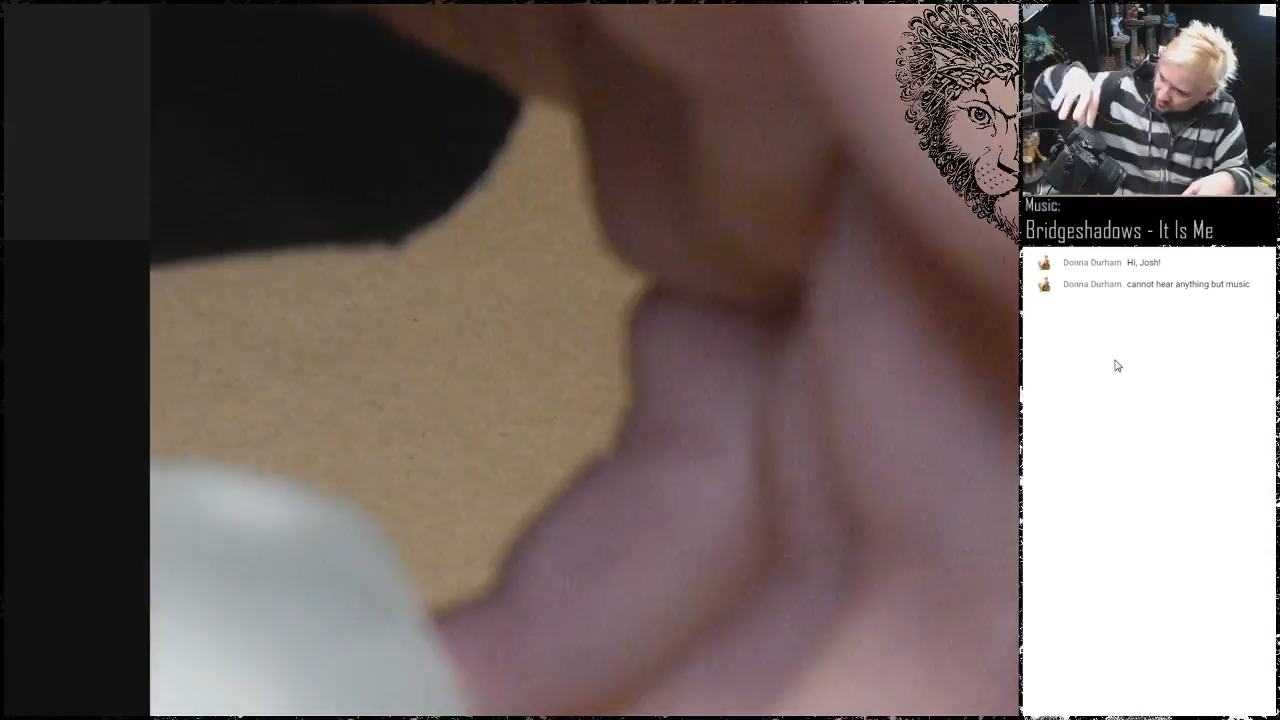 Music:
Bridgeshadows - It Is Me
Donna Durham Hi, Josh!
Donna Durham cannot hear anything but music